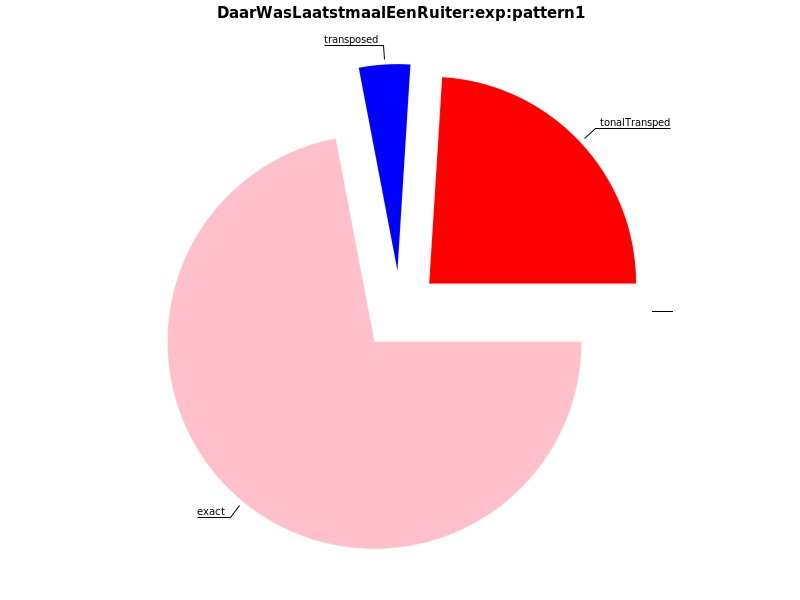 DaarWasLaatstmaalEenRuiter:exp:pattern1
transposed
tonalTransped
exact